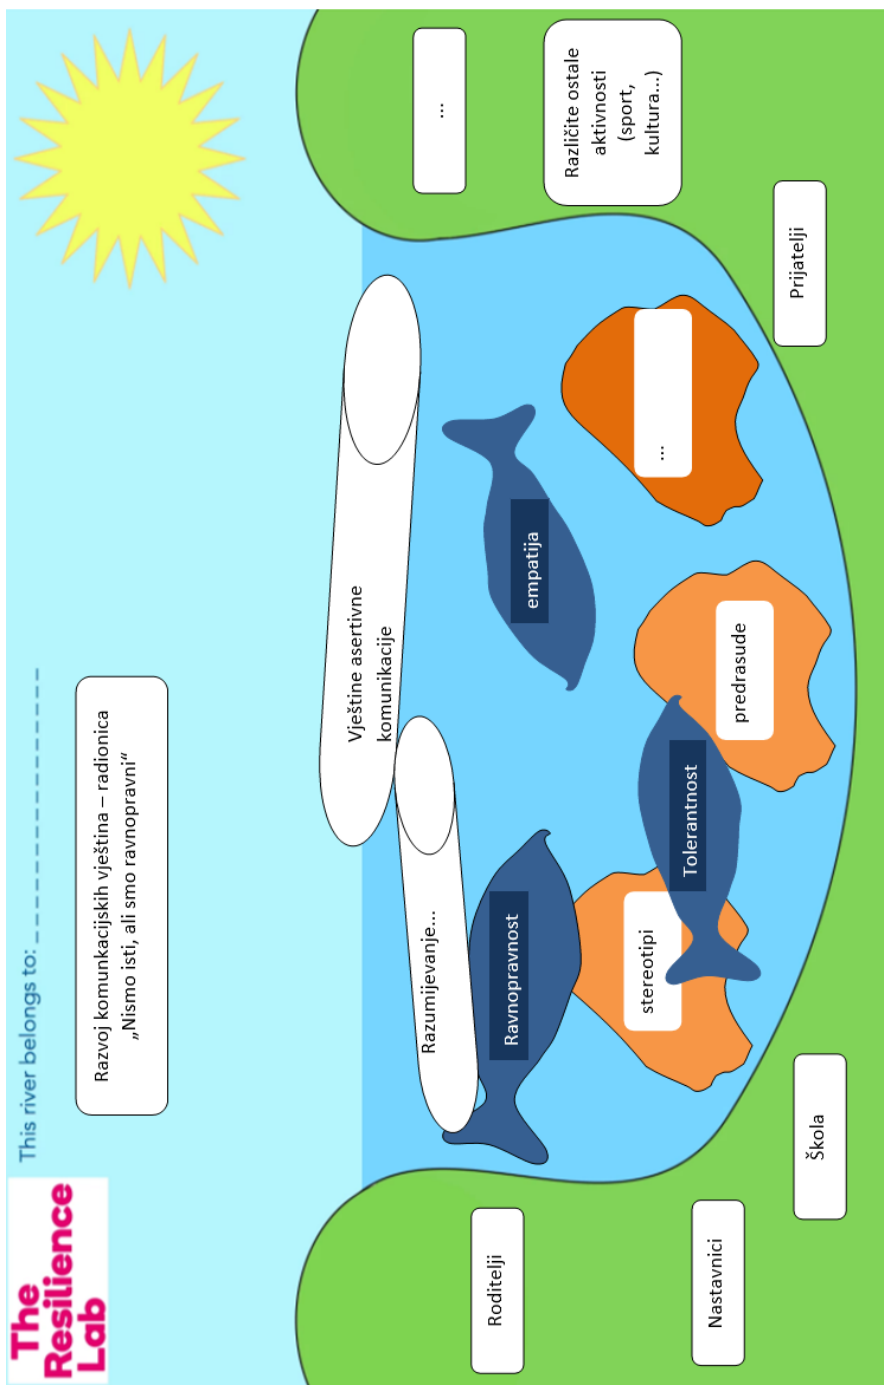 The
Resilience
Lab
This river belongs to: _ _ _ _ _ _ _ _ _ _ _ _ _ _ _ _ _ _ _
Razvoj komunkacijskih vještina – radionica
„Nismo isti, ali smo ravnopravni“
Vještine asertivne
komunikacije
Razumijevanje...
Ravnopravnost
empatija
Tolerantnost
stereotipi
predrasude
...
Roditelji
Nastavnici
Škola
Prijatelji
...
Različite ostale
aktivnosti
(sport,
kultura...)